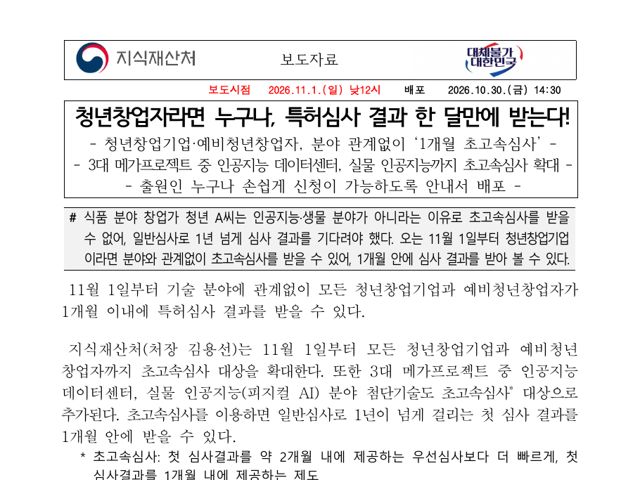 지식재산처
보도자료
대체불가
대한민국
보도시점 2026.11.1.(일) 낮12시 배포 2026.10.30.(금) 14:30
청년창업자라면 누구나, 특허심사 결과 한 달만에 받는다!
- 청년창업기업·예비청년창업자, 분야 관계없이 ‘1개월 초고속심사’ -
- 3대 메가프로젝트 중 인공지능 데이터센터, 실물 인공지능까지 초고속심사 확대 -
- 출원인 누구나 손쉽게 신청이 가능하도록 안내서 배포 -
# 식품 분야 창업가 청년 A씨는 인공지능·생물 분야가 아니라는 이유로 초고속심사를 받을
수 없어, 일반심사로 1년 넘게 심사 결과를 기다려야 했다. 오는 11월 1일부터 청년창업기업
이라면 분야와 관계없이 초고속심사를 받을 수 있어, 1개월 안에 심사 결과를 받아 볼 수 있다.
11월 1일부터 기술 분야에 관계없이 모든 청년창업기업과 예비청년창업자가
1개월 이내에 특허심사 결과를 받을 수 있다.
지식재산처(처장 김용선)는 11월 1일부터 모든 청년창업기업과 예비청년
창업자까지 초고속심사 대상을 확대한다. 또한 3대 메가프로젝트 중 인공지능
데이터센터, 실물 인공지능(피지컬 AI) 분야 첨단기술도 초고속심사* 대상으로
추가된다. 초고속심사를 이용하면 일반심사로 1년이 넘게 걸리는 첫 심사 결과를
1개월 안에 받을 수 있다.
* 초고속심사: 첫 심사결과를 약 2개월 내에 제공하는 우선심사보다 더 빠르게, 첫
심사결과를 1개월 내에 제공하는 제도